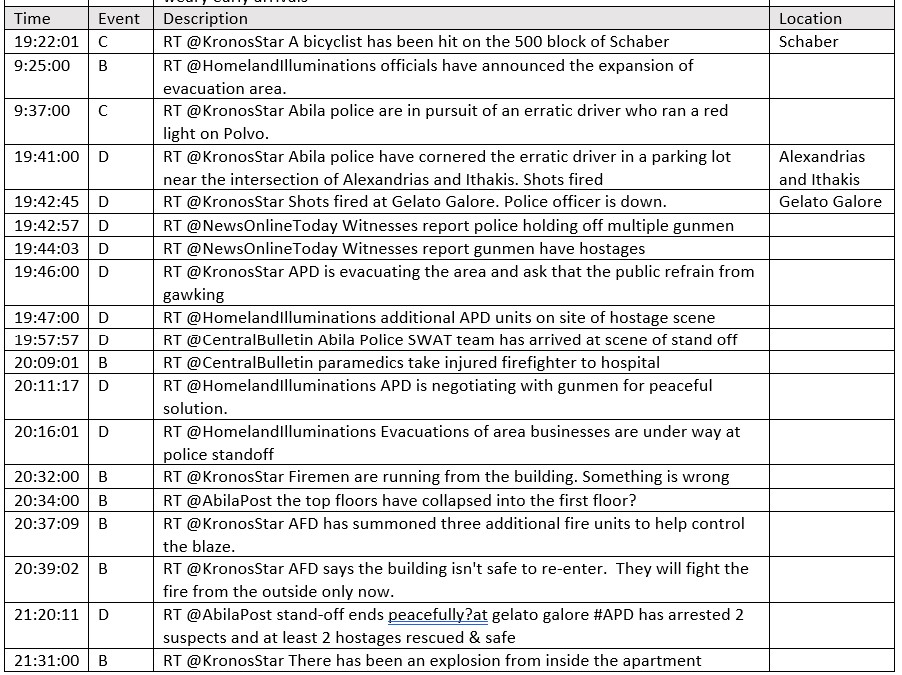 weary early arrivals
Time Event Description Location
19:22:01 C RT @KronosStar A bicyclist has been hit on the 500 block of Schaber Schaber
9:25:00 B RT @HomelandIlluminations officials have announced the expansion of
evacuation area.
9:37:00 C RT @KronosStar Abila police are in pursuit of an erratic driver who ran a red
light on Polvo.
19:41:00 D RT @KronosStar Abila police have cornered the erratic driver in a parking lot Alexandrias
near the intersection of Alexandrias and Ithakis. Shots fired and Ithakis
19:42:45 D RT @KronosStar Shots fired at Gelato Galore. Police officer is down. Gelato Galore
19:42:57 D RT @NewsOnlineToday Witnesses report police holding off multiple gunmen
19:44:03 D RT @NewsOnlineToday Witnesses report gunmen have hostages
19:46:00 D RT @KronosStar APD is evacuating the area and ask that the public refrain from
gawking
19:47:00 D RT @HomelandIlluminations additional APD units on site of hostage scene
19:57:57 D RT @CentralBulletin Abila Police SWAT team has arrived at scene of stand off
20:09:01 B RT @CentralBulletin paramedics take injured firefighter to hospital
20:11:17 D RT @HomelandIlluminations APD is negotiating with gunmen for peaceful
solution.
20:16:01 D RT @HomelandIlluminations Evacuations of area businesses are under way at
police standoff
20:32:00 B RT @KronosStar Firemen are running from the building. Something is wrong
20:34:00 B RT @AbilaPost the top floors have collapsed into the first floor?
20:37:09 B RT @KronosStar AFD has summoned three additional fire units to help control
the blaze.
20:39:02 B RT @KronosStar AFD says the building isn't safe to re-enter.  They will fight the
fire from the outside only now.
21:20:11 D RT @AbilaPost stand-off ends peacefully?at gelato galore #APD has arrested 2
suspects and at least 2 hostages rescued & safe
21:31:00 B RT @KronosStar There has been an explosion from inside the apartment